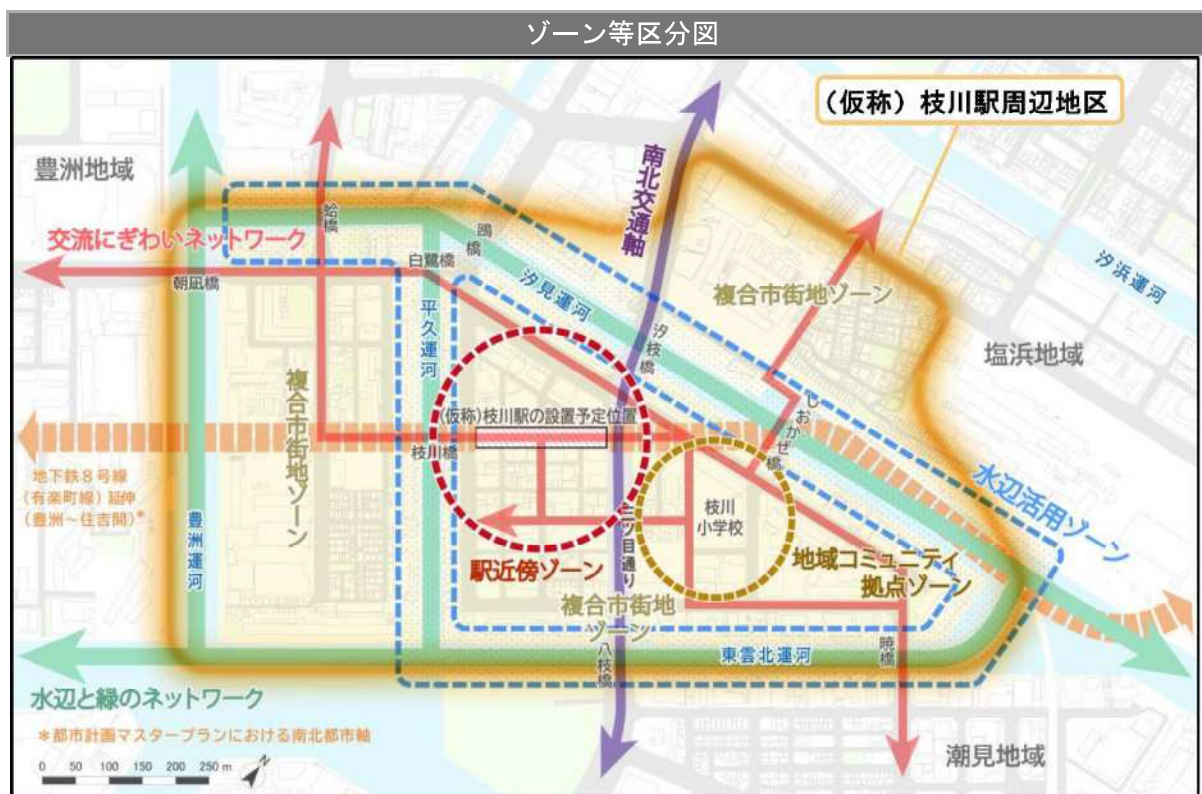 ゾーン等区分図
(仮称) 枝川駅周辺地区
豊洲地域
南北交通軸
蛤橋
鷗橋
交流にぎわいネットワーク
白鷺橋
朝凪橋
汐見運河
汐浜運河
複合市街地ゾーン
平久運河
汐枝橋
塩浜地域
複合市街地ゾーン
(仮称)枝川駅の設置予定位置
しおかぜ橋
枝川橋
地下鉄8号線
(有楽町線)延伸
(豊洲~住吉間)*
水辺活用ゾーン
豊洲運河
枝川
小学校
三ツ目通り
駅近傍ゾーン
地域コミュニティ
拠点ゾーン
複合市街地
ゾーン
八枝橋
東雲北運河
暁橋
水辺と緑のネットワーク
*都市計画マスタープランにおける南北都市軸
潮見地域
0 50 100 150 200 250 m